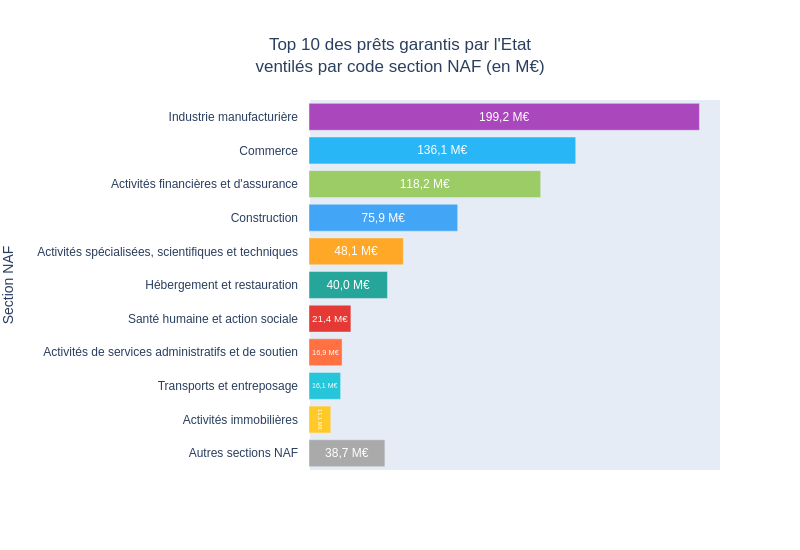 Top 10 des prêts garantis par l'Etat
ventilés par code section NAF (en M€)
Section NAF
Industrie manufacturière
199,2 M€
Commerce
136,1 M€
Activités financières et d'assurance
118,2 M€
Construction
75,9 M€
Activités spécialisées, scientifiques et techniques
48,1 M€
Hébergement et restauration
40,0 M€
Santé humaine et action sociale
21,4 M€
Activités de services administratifs et de soutien
16,9 M€
Transports et entreposage
16,1 M€
Activités immobilières
Autres sections NAF
38,7 M€